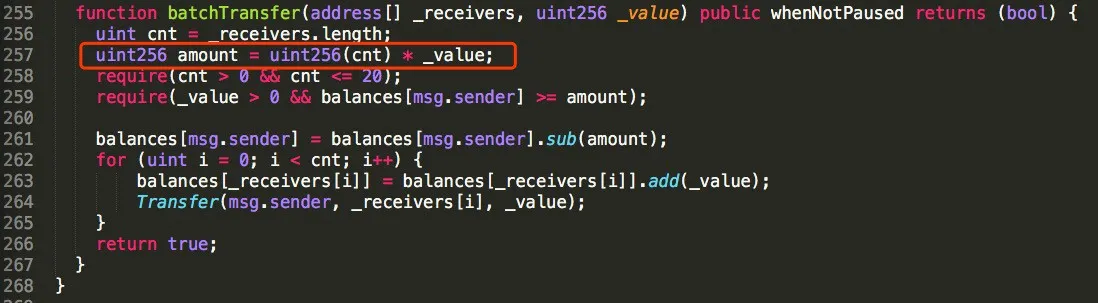 255 function batchTransfer(address[] _receivers, uint256 _value) public whenNotPaused returns (bool) {
256 uint cnt = _receivers.length;
257 uint256 amount = uint256(cnt) * _value;
258 require(cnt > 0 && cnt <= 20);
259 require(_value > 0 && balances[msg.sender] >= amount);
260
261 balances[msg.sender] = balances[msg.sender].sub(amount);
262 for (uint i = 0; i < cnt; i++) {
263 balances[_receivers[i]] = balances[_receivers[i]].add(_value);
264 Transfer(msg.sender, _receivers[i], _value);
265 }
266 return true;
267 }
268 }